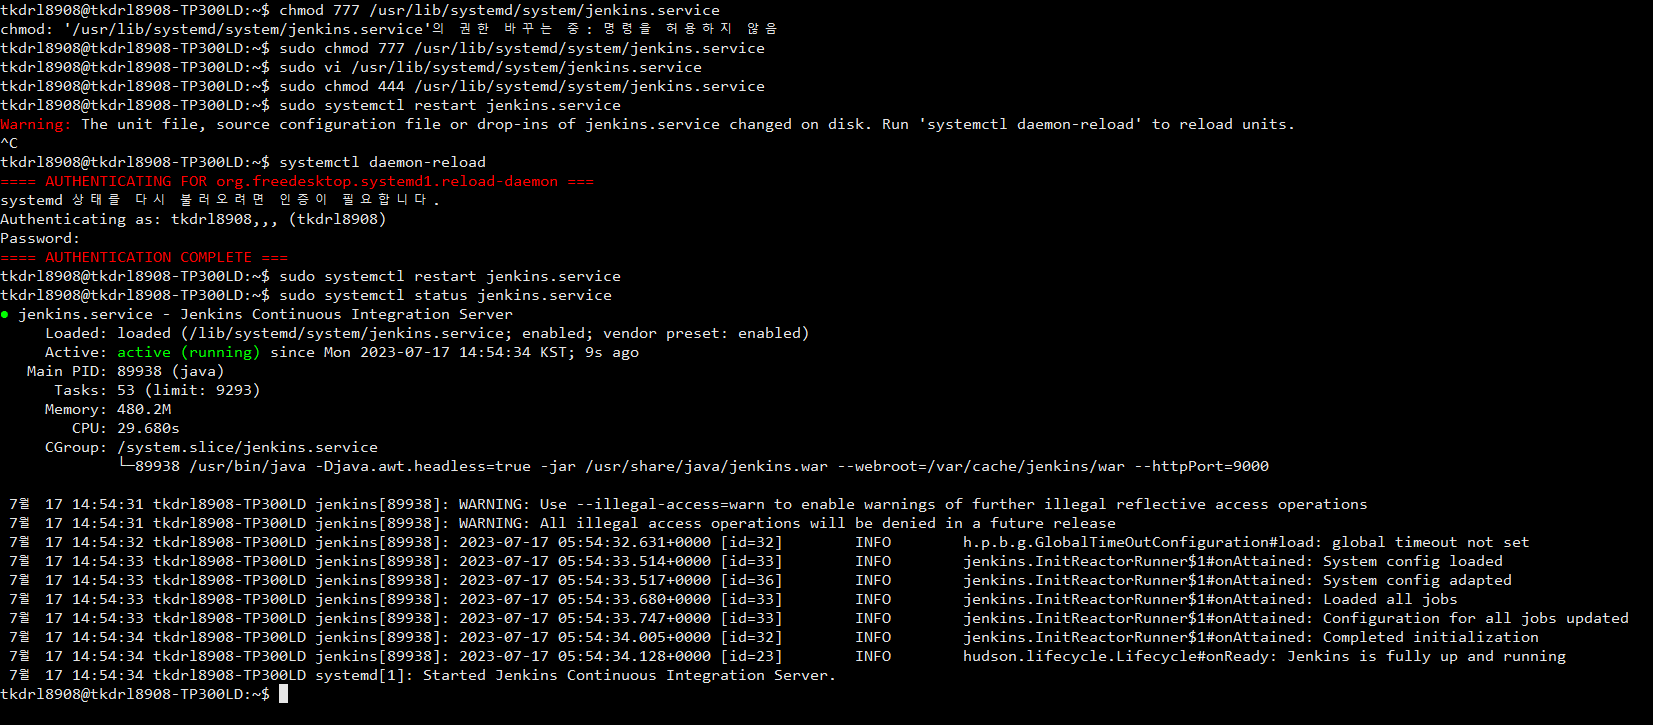 tkdrl8908@tkdrl8908-TP300LD:~$ chmod 777 /usr/lib/systemd/system/jenkins.service
chmod: '/usr/lib/systemd/system/jenkins.service'의 권한 바꾸는 중: 명령을 허용하지 않음
tkdrl8908@tkdrl8908-TP300LD:~$ sudo chmod 777 /usr/lib/systemd/system/jenkins.service
tkdrl8908@tkdrl8908-TP300LD:~$ sudo vi /usr/lib/systemd/system/jenkins.service
tkdrl8908@tkdrl8908-TP300LD:~$ sudo chmod 444 /usr/lib/systemd/system/jenkins.service
tkdrl8908@tkdrl8908-TP300LD:~$ sudo systemctl restart jenkins.service
Warning: The unit file, source configuration file or drop-ins of jenkins.service changed on disk. Run 'systemctl daemon-reload' to reload units.
^C
tkdrl8908@tkdrl8908-TP300LD:~$ systemctl daemon-reload
==== AUTHENTICATING FOR org.freedesktop.systemd1.reload-daemon ===
systemd 상태를 다시 불러오려면 인증이 필요합니다.
Authenticating as: tkdrl8908,,, (tkdrl8908)
Password:
==== AUTHENTICATION COMPLETE ===
tkdrl8908@tkdrl8908-TP300LD:~$ sudo systemctl restart jenkins.service
tkdrl8908@tkdrl8908-TP300LD:~$ sudo systemctl status jenkins.service
● jenkins.service - Jenkins Continuous Integration Server
Loaded: loaded (/lib/systemd/system/jenkins.service; enabled; vendor preset: enabled)
Active: active (running) since Mon 2023-07-17 14:54:34 KST; 9s ago
Main PID: 89938 (java)
Tasks: 53 (limit: 9293)
Memory: 480.2M
CPU: 29.680s
CGroup: /system.slice/jenkins.service
└─89938 /usr/bin/java -Djava.awt.headless=true -jar /usr/share/java/jenkins.war --webroot=/var/cache/jenkins/war --httpPort=9000
7월 17 14:54:31 tkdrl8908-TP300LD jenkins[89938]: WARNING: Use --illegal-access=warn to enable warnings of further illegal reflective access operations
7월 17 14:54:31 tkdrl8908-TP300LD jenkins[89938]: WARNING: All illegal access operations will be denied in a future release
7월 17 14:54:32 tkdrl8908-TP300LD jenkins[89938]: 2023-07-17 05:54:32.631+0000 [id=32] INFO h.p.b.g.GlobalTimeOutConfiguration#load: global timeout not set
7월 17 14:54:33 tkdrl8908-TP300LD jenkins[89938]: 2023-07-17 05:54:33.514+0000 [id=33] INFO jenkins.InitReactorRunner$1#onAttained: System config loaded
7월 17 14:54:33 tkdrl8908-TP300LD jenkins[89938]: 2023-07-17 05:54:33.517+0000 [id=36] INFO jenkins.InitReactorRunner$1#onAttained: System config adapted
7월 17 14:54:33 tkdrl8908-TP300LD jenkins[89938]: 2023-07-17 05:54:33.680+0000 [id=33] INFO jenkins.InitReactorRunner$1#onAttained: Loaded all jobs
7월 17 14:54:33 tkdrl8908-TP300LD jenkins[89938]: 2023-07-17 05:54:33.747+0000 [id=33] INFO jenkins.InitReactorRunner$1#onAttained: Configuration for all jobs updated
7월 17 14:54:34 tkdrl8908-TP300LD jenkins[89938]: 2023-07-17 05:54:34.005+0000 [id=32] INFO jenkins.InitReactorRunner$1#onAttained: Completed initialization
7월 17 14:54:34 tkdrl8908-TP300LD jenkins[89938]: 2023-07-17 05:54:34.128+0000 [id=23] INFO hudson.lifecycle.Lifecycle#onReady: Jenkins is fully up and running
7월 17 14:54:34 tkdrl8908-TP300LD systemd[1]: Started Jenkins Continuous Integration Server.
tkdrl8908@tkdrl8908-TP300LD:~$